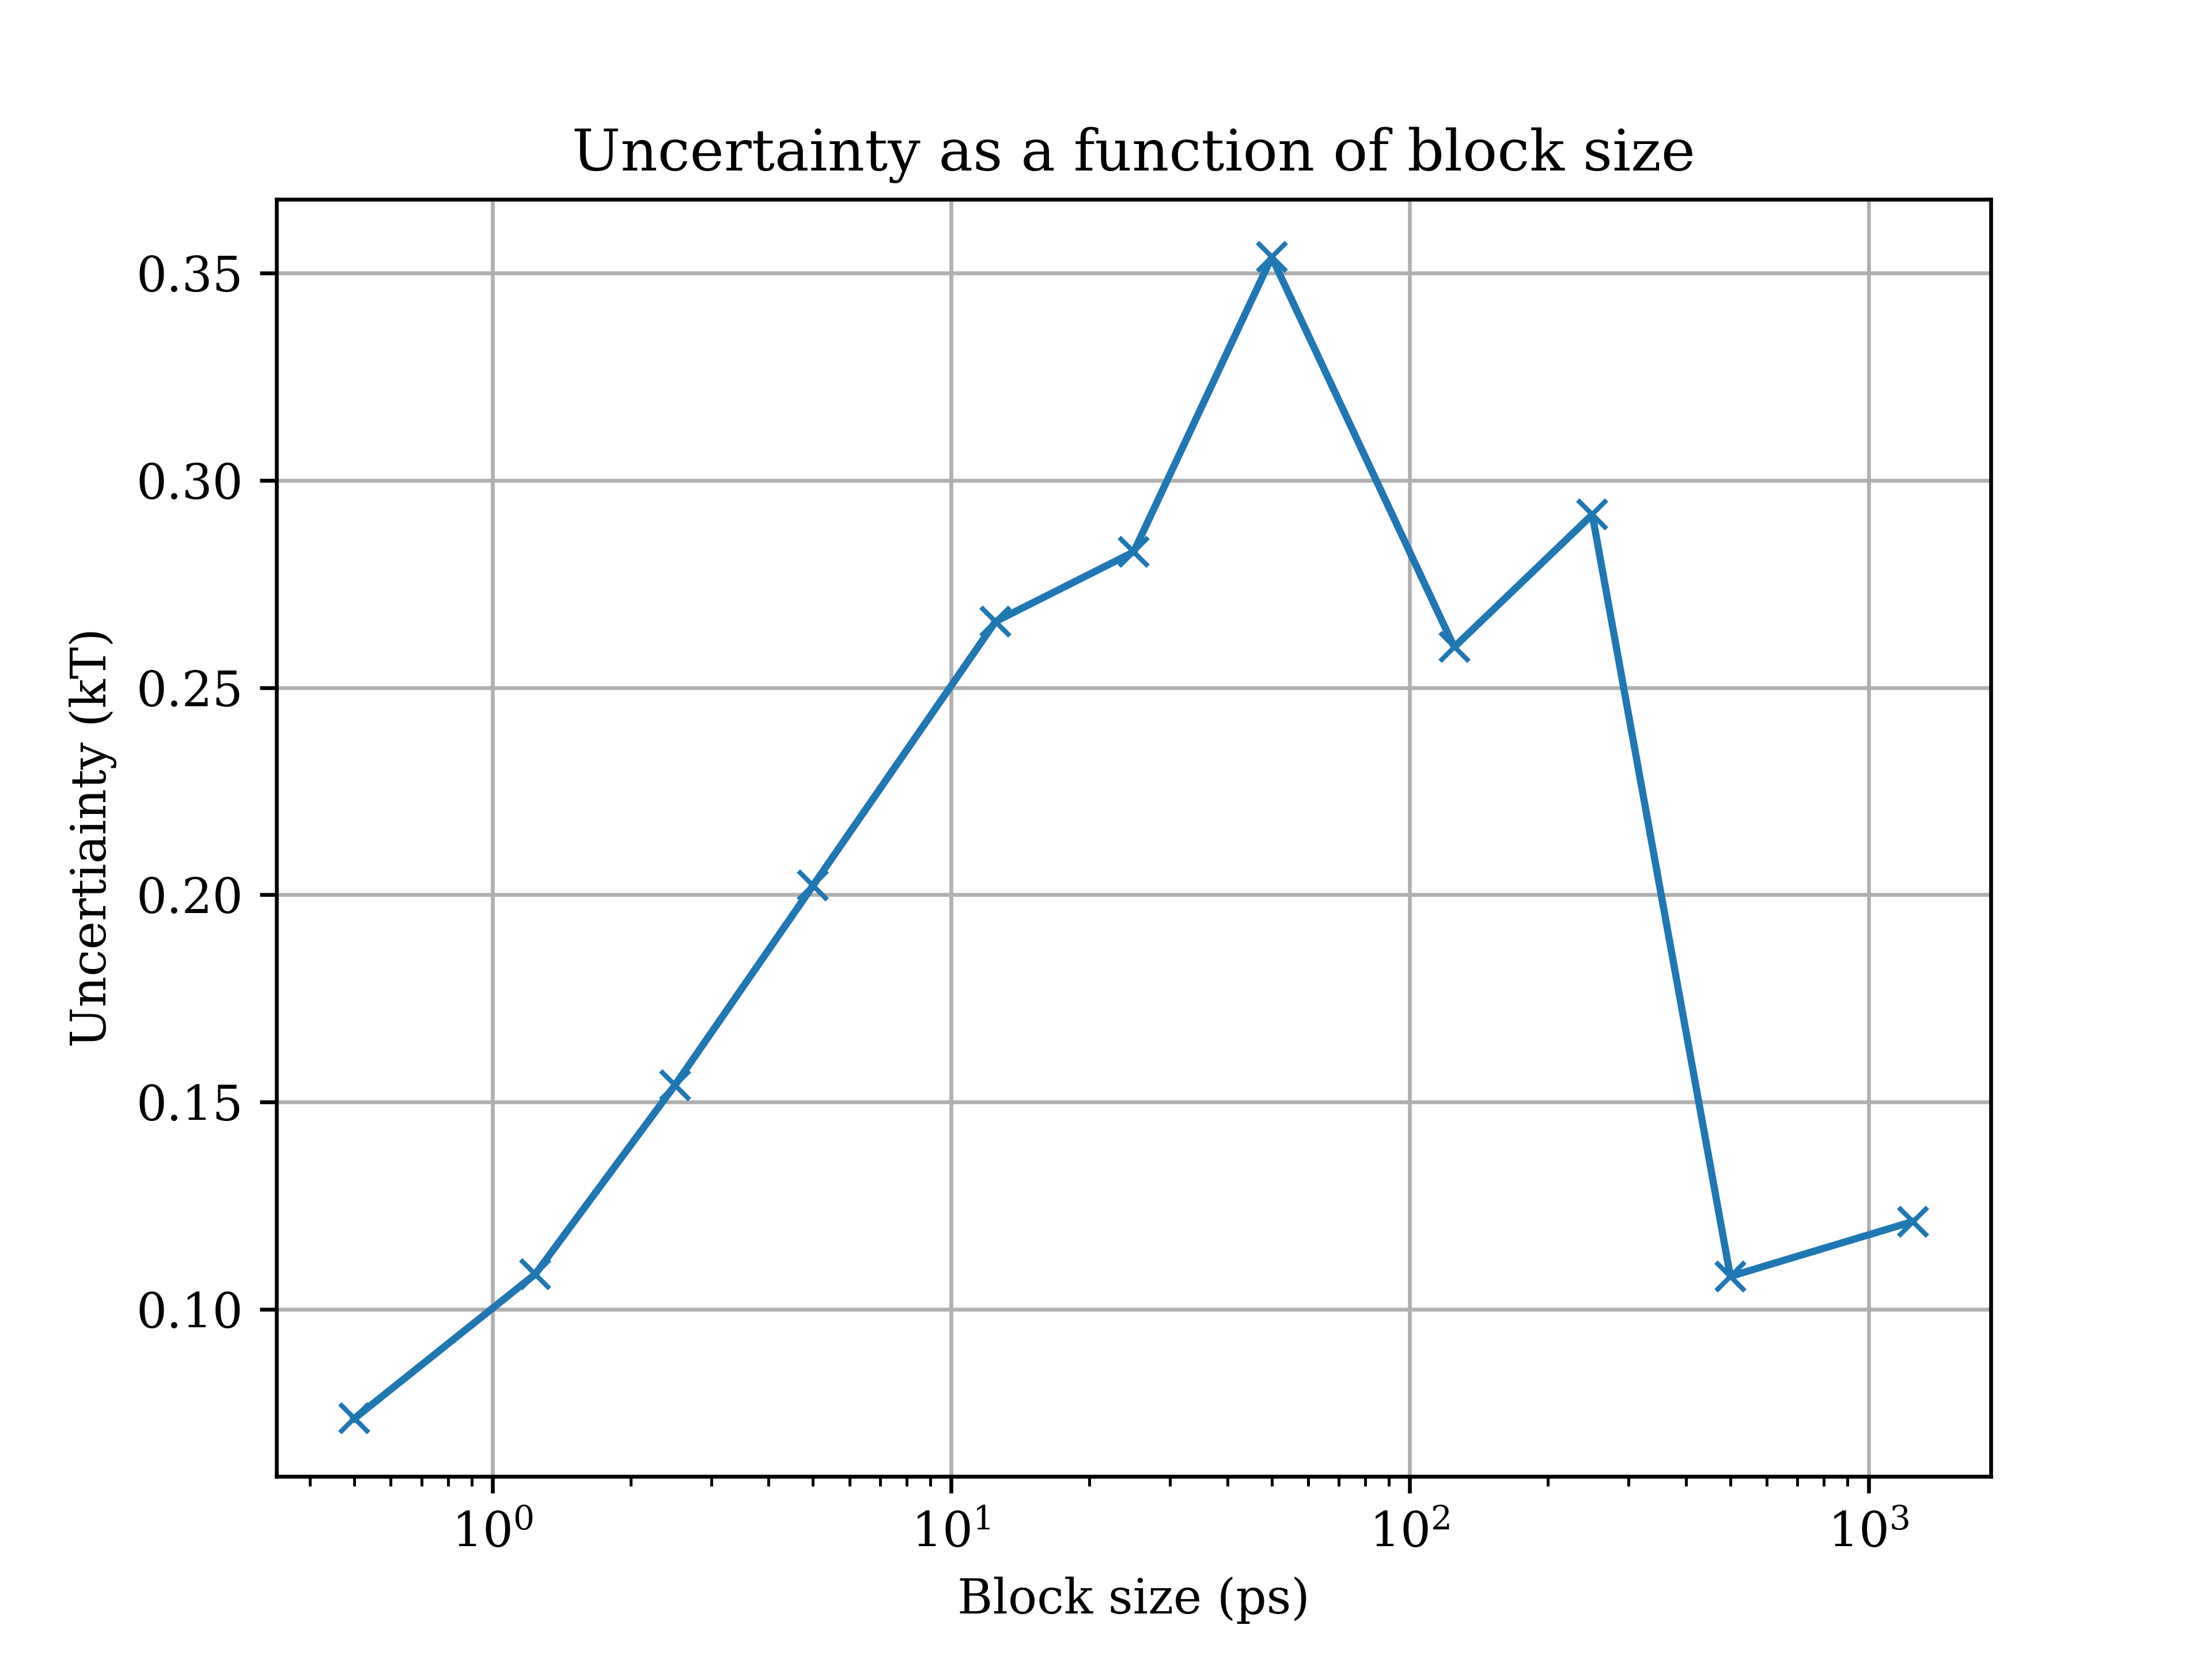 Uncertainty as a function of block size
0.35
0.30
0.25
0.20
0.15
0.10
Uncertiainty (kT)
10⁰ 10¹ 10² 10³
Block size (ps)